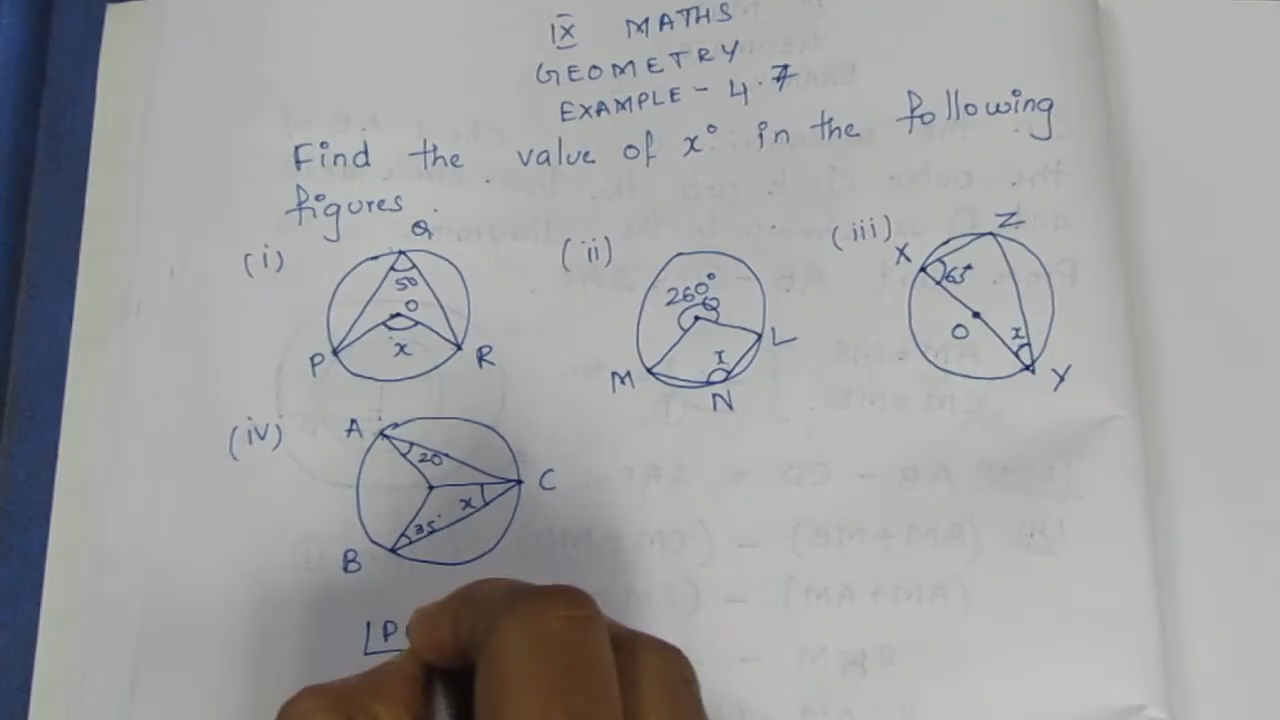 IX MATHS
GEOMETRY
EXAMPLE - 4.7
Find the value of x° in the following
figures.
(i) Q 50 O x P R
(ii) 260° L x M N
(iii) X Z 65° O x Y
(iv) A 20 C x 35° B
∠P